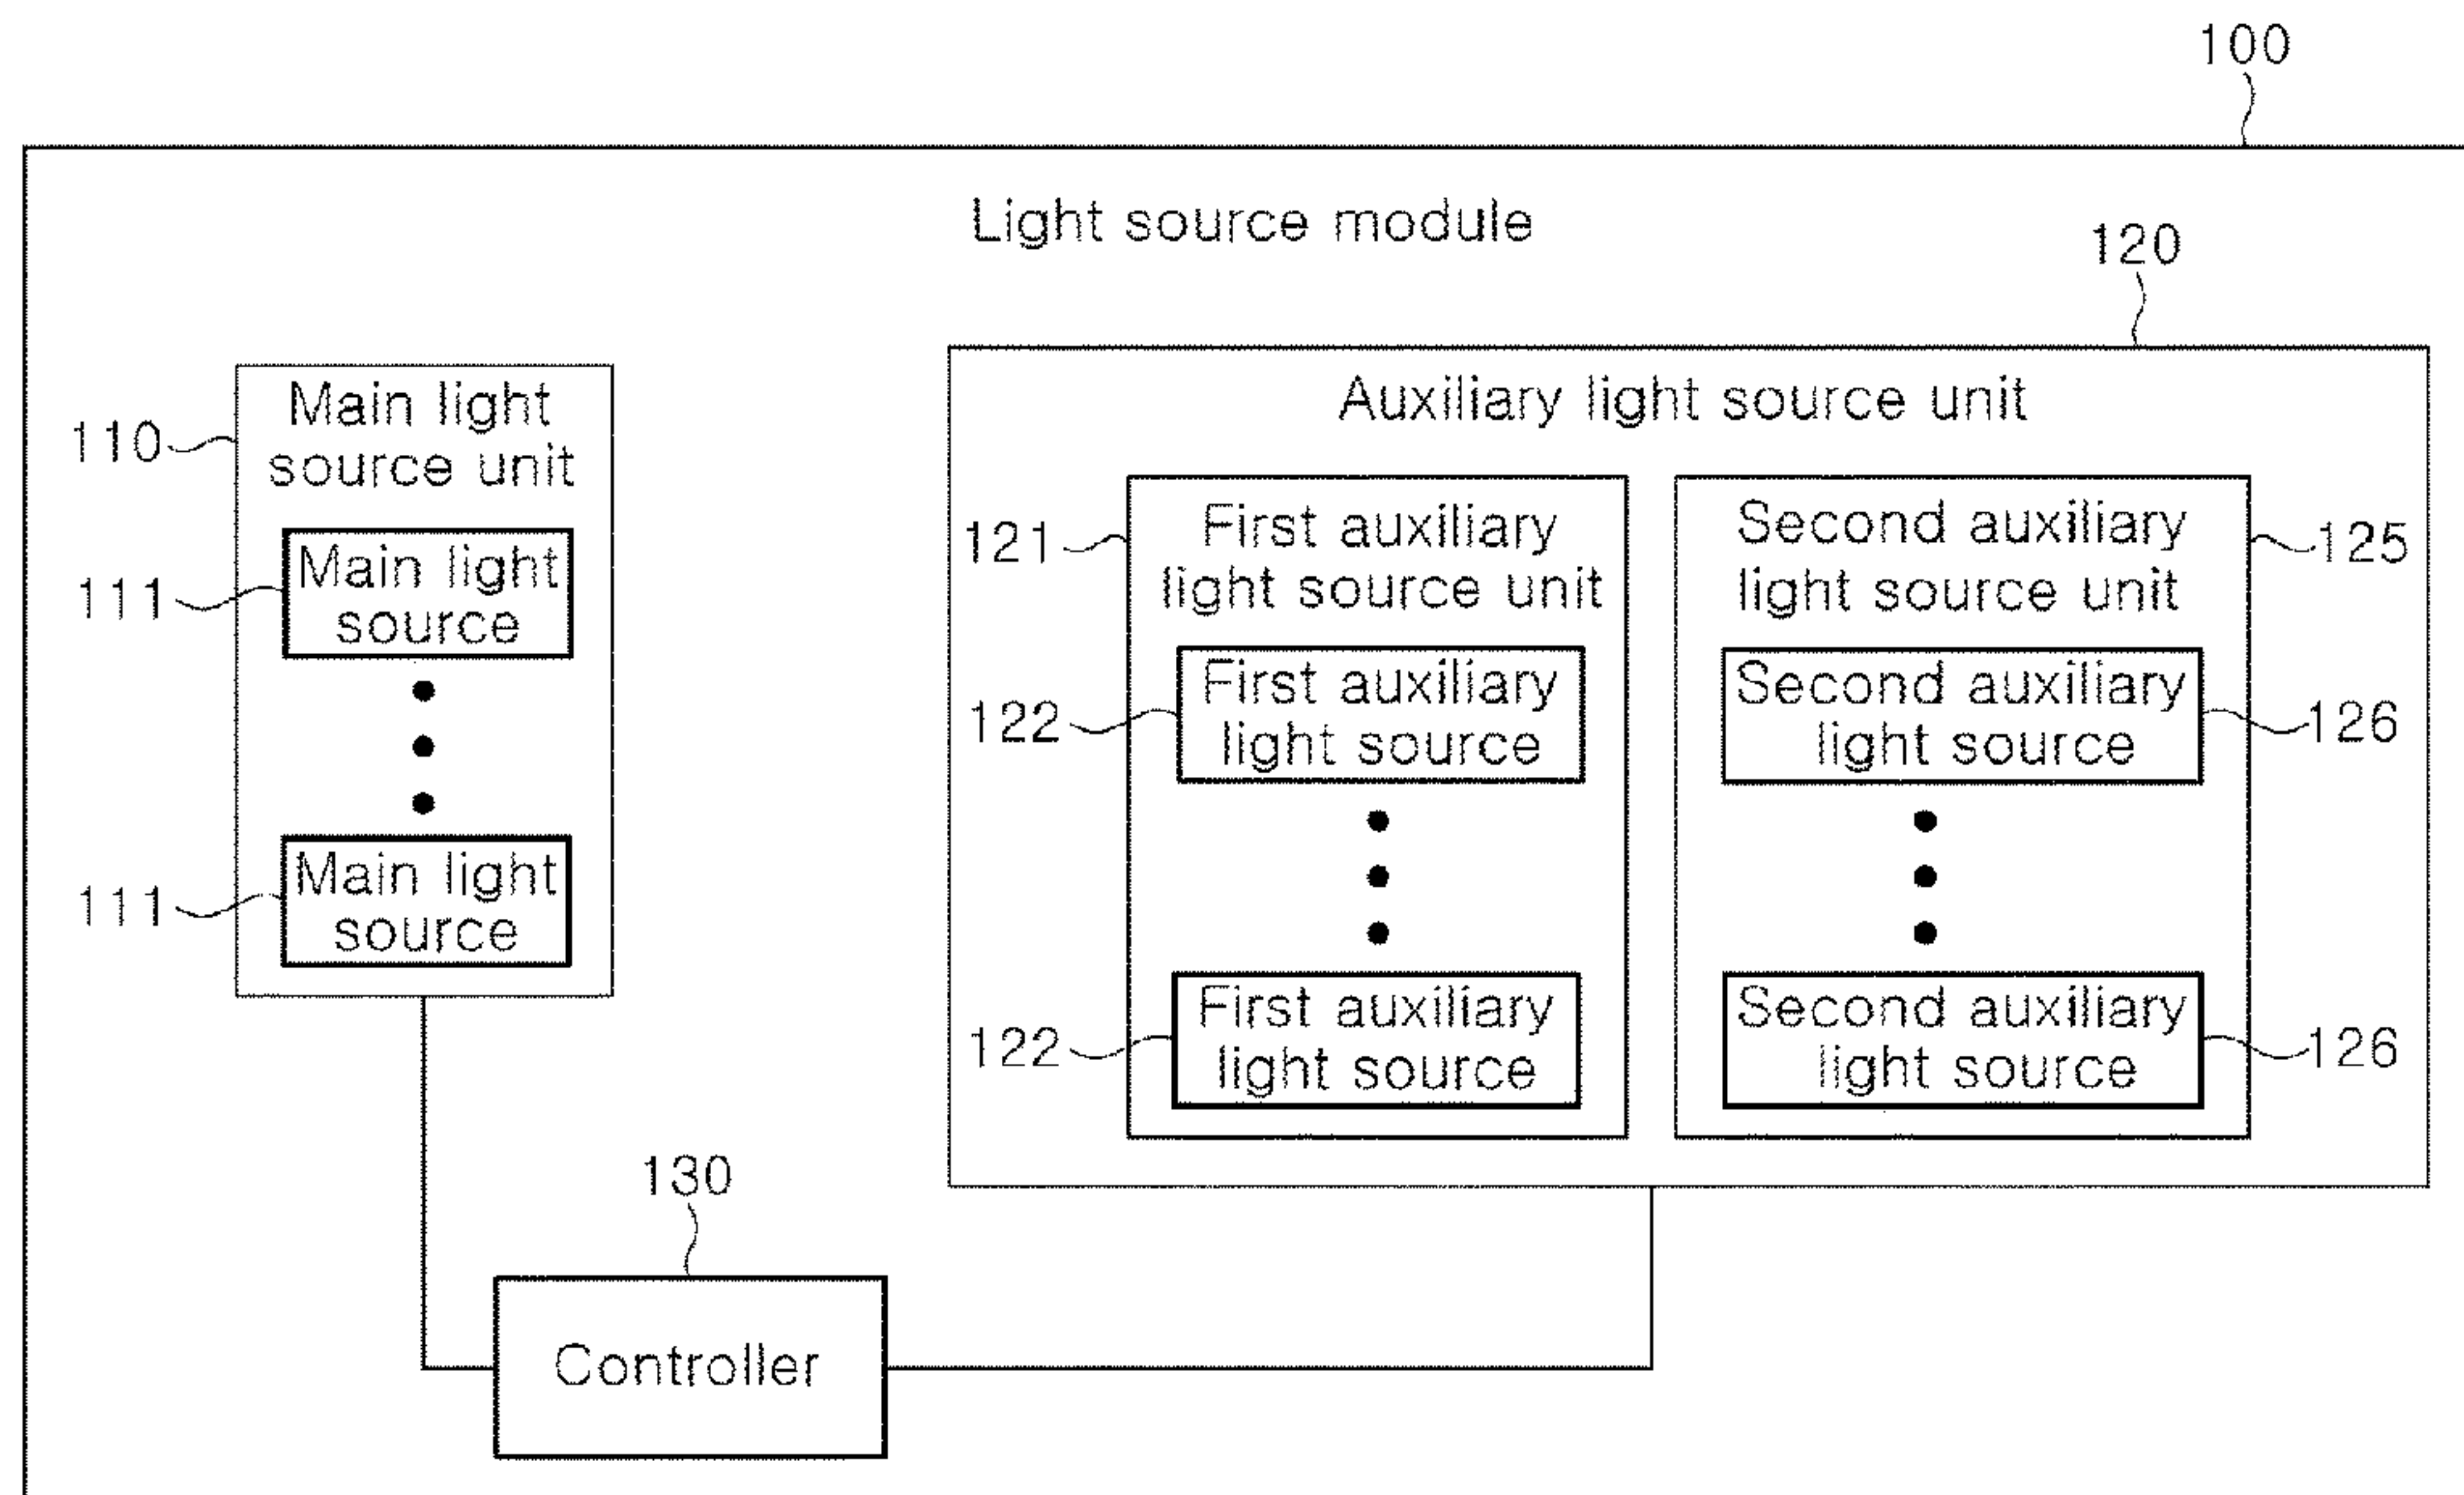 100
Light source module
120
110
Main light
source unit
111
Main light
source
111
Main light
source
Auxiliary light source unit
121
First auxiliary
light source unit
122
First auxiliary
light source
122
First auxiliary
light source
Second auxiliary
light source unit
125
Second auxiliary
light source
126
Second auxiliary
light source
126
130
Controller